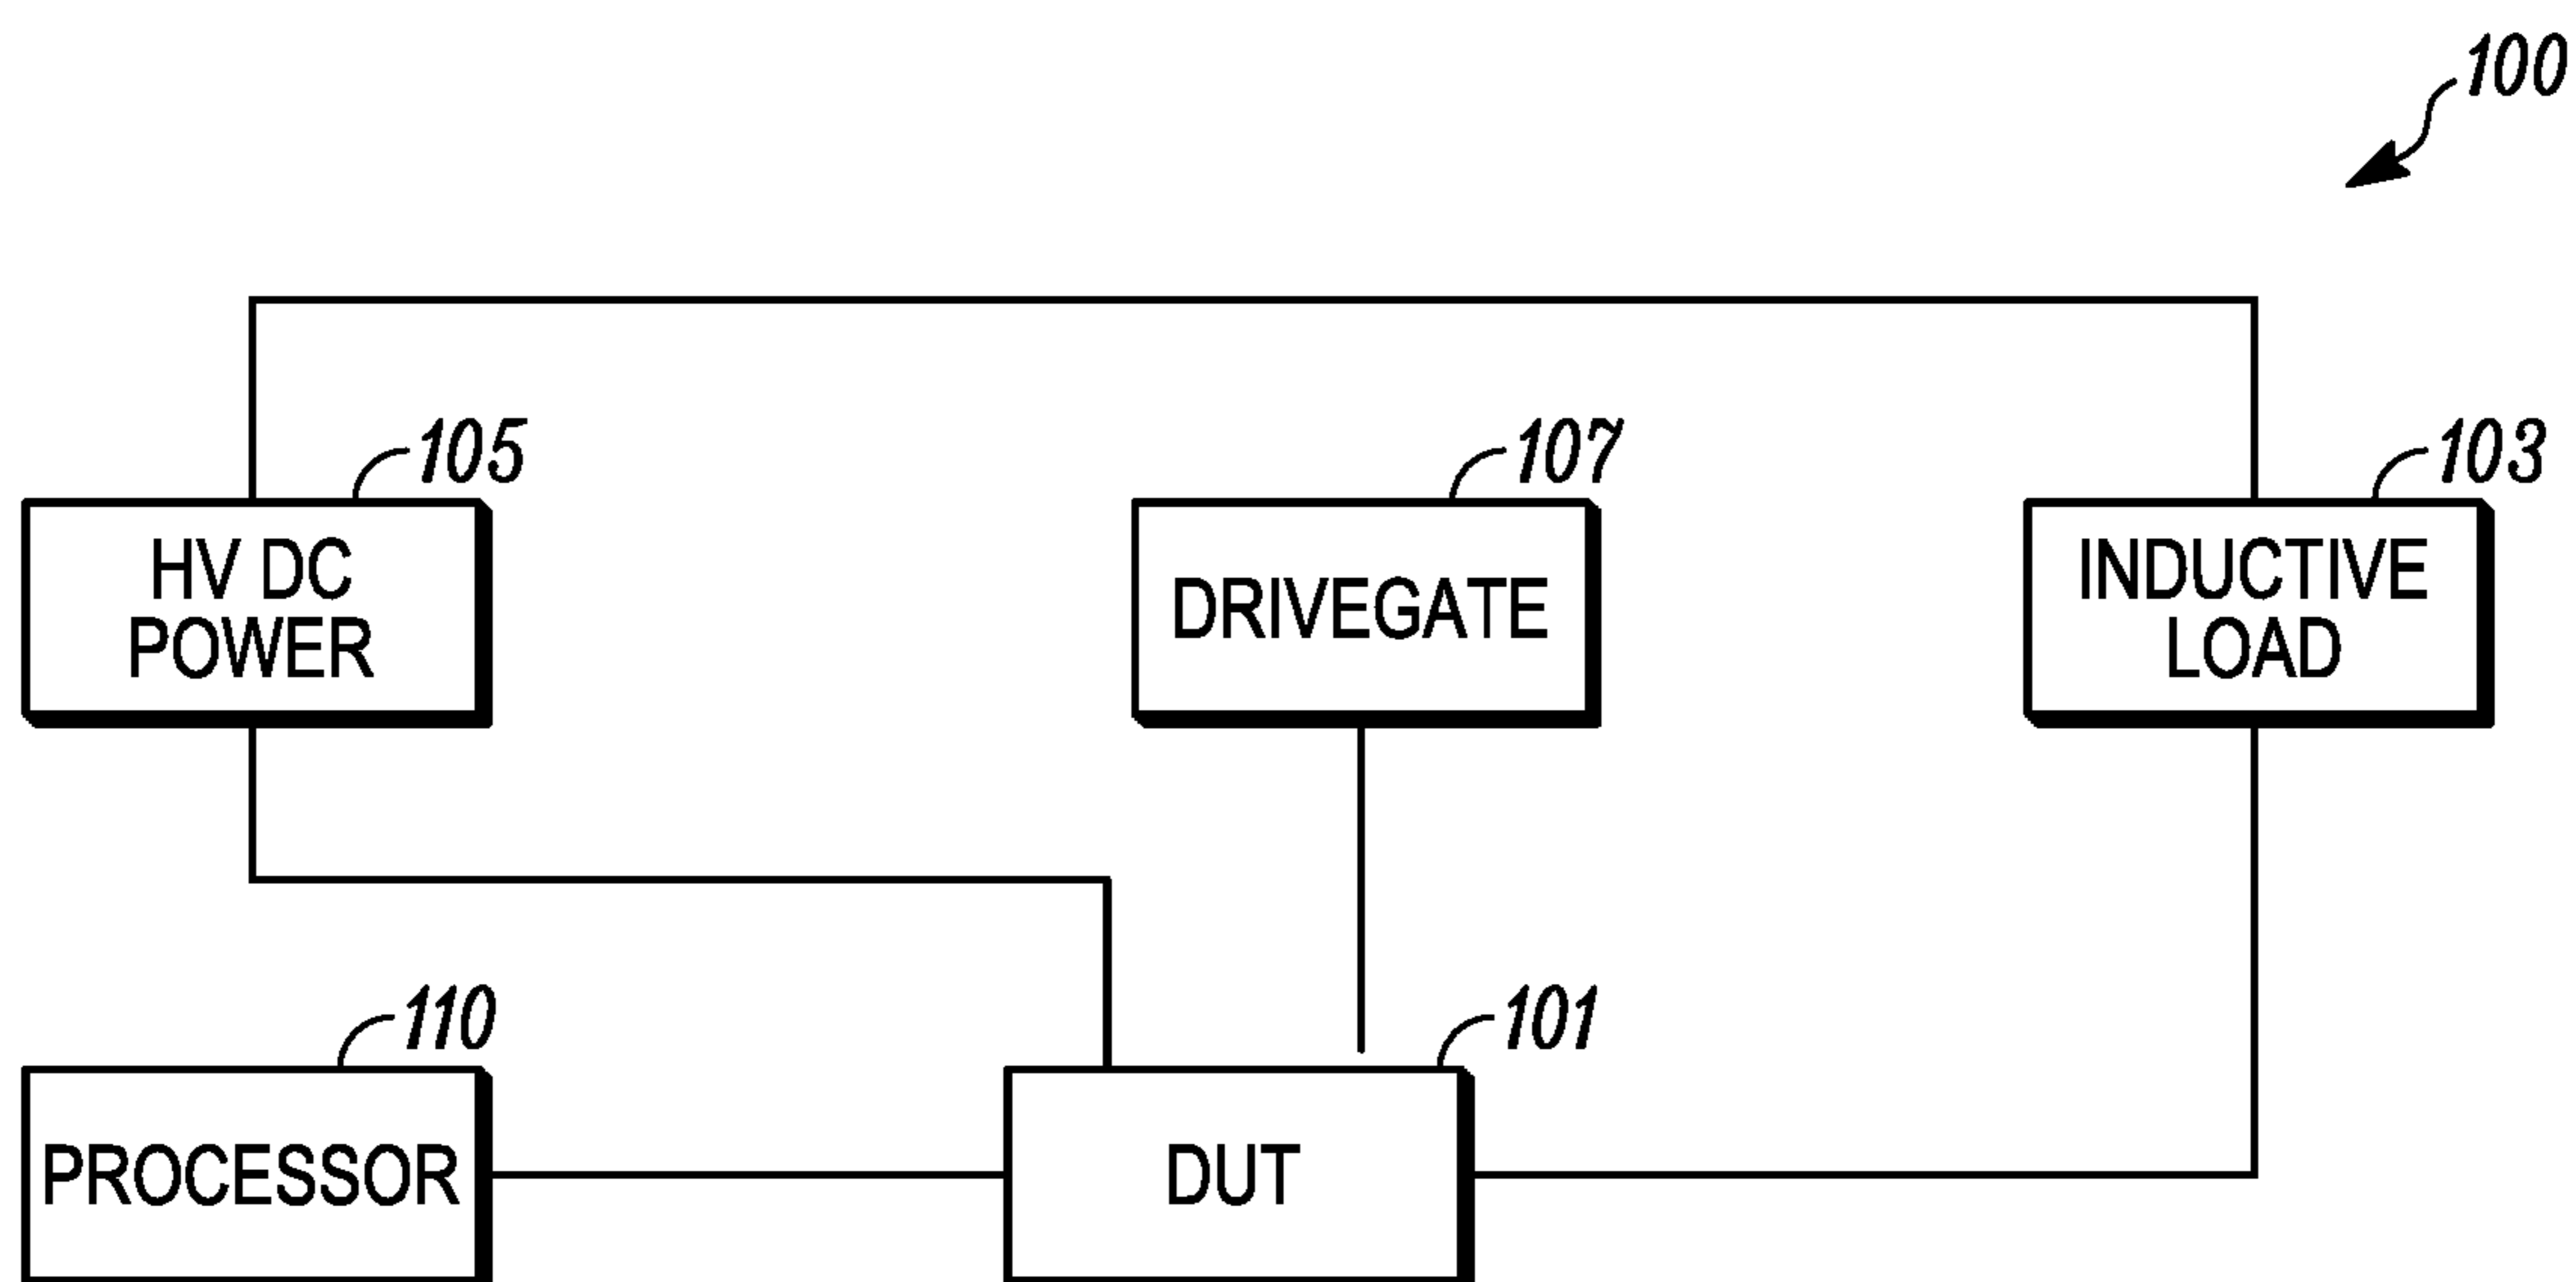 100
105
HV DC
POWER
107
DRIVEGATE
103
INDUCTIVE
LOAD
110
PROCESSOR
101
DUT